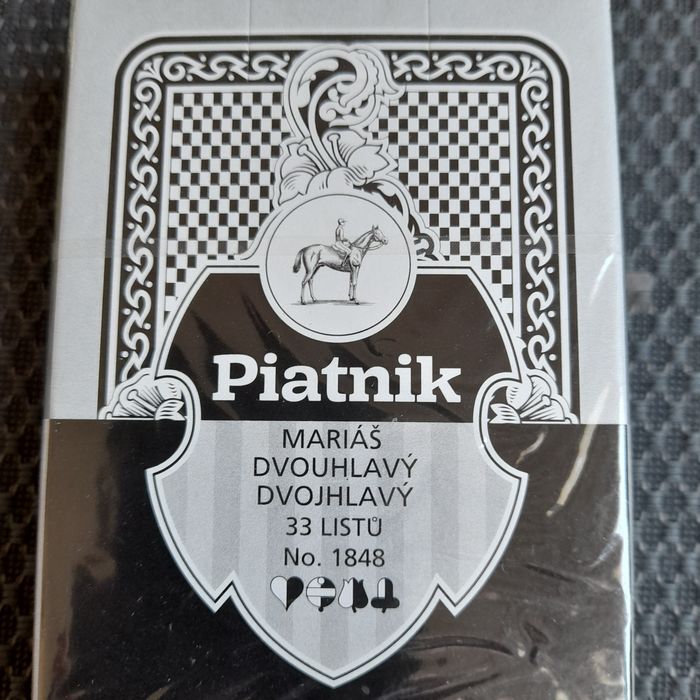 Piatnik
MARIÁŠ
DVOUHLAVÝ
DVOJHLAVÝ
33 LISTŮ
No. 1848